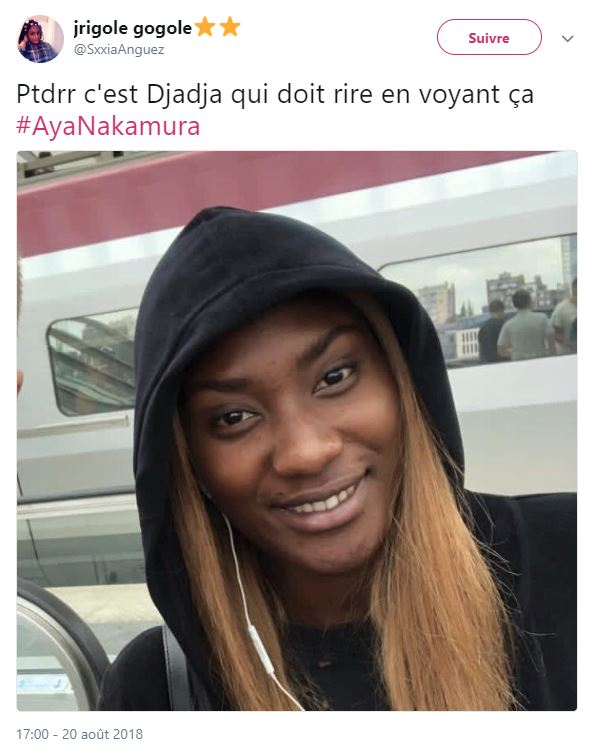 jrigole gogole⭐⭐
@SxxiaAnguez
Suivre
Ptdrr c'est Djadja qui doit rire en voyant ça
#AyaNakamura
17:00 - 20 août 2018